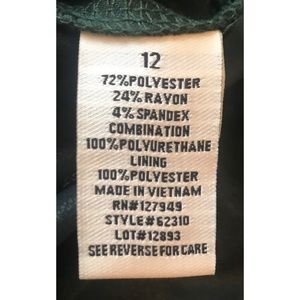 12
72%POLYESTER
24%RAYON
4%SPANDEX
COMBINATION
100%POLYURETHANE
LINING
100%POLYESTER
MADE IN VIETNAM
RN#127949
STYLE#62310
LOT#12893
SEE REVERSE FOR CARE